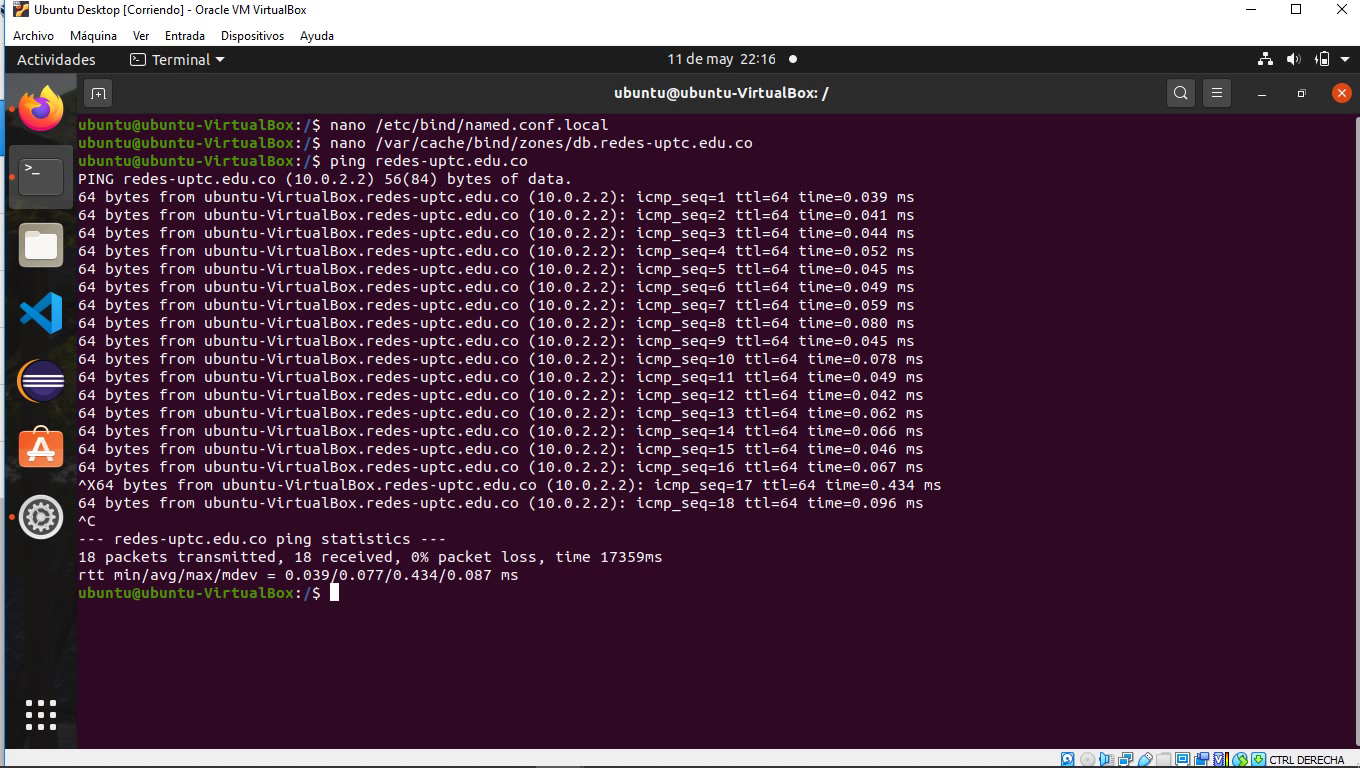 Ubuntu Desktop [Corriendo] - Oracle VM VirtualBox
Archivo Máquina Ver Entrada Dispositivos Ayuda
Actividades Terminal 11 de may 22:16
ubuntu@ubuntu-VirtualBox: /
ubuntu@ubuntu-VirtualBox:/$ nano /etc/bind/named.conf.local
ubuntu@ubuntu-VirtualBox:/$ nano /var/cache/bind/zones/db.redes-uptc.edu.co
ubuntu@ubuntu-VirtualBox:/$ ping redes-uptc.edu.co
PING redes-uptc.edu.co (10.0.2.2) 56(84) bytes of data.
64 bytes from ubuntu-VirtualBox.redes-uptc.edu.co (10.0.2.2): icmp_seq=1 ttl=64 time=0.039 ms
64 bytes from ubuntu-VirtualBox.redes-uptc.edu.co (10.0.2.2): icmp_seq=2 ttl=64 time=0.041 ms
64 bytes from ubuntu-VirtualBox.redes-uptc.edu.co (10.0.2.2): icmp_seq=3 ttl=64 time=0.044 ms
64 bytes from ubuntu-VirtualBox.redes-uptc.edu.co (10.0.2.2): icmp_seq=4 ttl=64 time=0.052 ms
64 bytes from ubuntu-VirtualBox.redes-uptc.edu.co (10.0.2.2): icmp_seq=5 ttl=64 time=0.045 ms
64 bytes from ubuntu-VirtualBox.redes-uptc.edu.co (10.0.2.2): icmp_seq=6 ttl=64 time=0.049 ms
64 bytes from ubuntu-VirtualBox.redes-uptc.edu.co (10.0.2.2): icmp_seq=7 ttl=64 time=0.059 ms
64 bytes from ubuntu-VirtualBox.redes-uptc.edu.co (10.0.2.2): icmp_seq=8 ttl=64 time=0.080 ms
64 bytes from ubuntu-VirtualBox.redes-uptc.edu.co (10.0.2.2): icmp_seq=9 ttl=64 time=0.045 ms
64 bytes from ubuntu-VirtualBox.redes-uptc.edu.co (10.0.2.2): icmp_seq=10 ttl=64 time=0.078 ms
64 bytes from ubuntu-VirtualBox.redes-uptc.edu.co (10.0.2.2): icmp_seq=11 ttl=64 time=0.049 ms
64 bytes from ubuntu-VirtualBox.redes-uptc.edu.co (10.0.2.2): icmp_seq=12 ttl=64 time=0.042 ms
64 bytes from ubuntu-VirtualBox.redes-uptc.edu.co (10.0.2.2): icmp_seq=13 ttl=64 time=0.062 ms
64 bytes from ubuntu-VirtualBox.redes-uptc.edu.co (10.0.2.2): icmp_seq=14 ttl=64 time=0.066 ms
64 bytes from ubuntu-VirtualBox.redes-uptc.edu.co (10.0.2.2): icmp_seq=15 ttl=64 time=0.046 ms
64 bytes from ubuntu-VirtualBox.redes-uptc.edu.co (10.0.2.2): icmp_seq=16 ttl=64 time=0.067 ms
^X64 bytes from ubuntu-VirtualBox.redes-uptc.edu.co (10.0.2.2): icmp_seq=17 ttl=64 time=0.434 ms
64 bytes from ubuntu-VirtualBox.redes-uptc.edu.co (10.0.2.2): icmp_seq=18 ttl=64 time=0.096 ms
^C
--- redes-uptc.edu.co ping statistics ---
18 packets transmitted, 18 received, 0% packet loss, time 17359ms
rtt min/avg/max/mdev = 0.039/0.077/0.434/0.087 ms
ubuntu@ubuntu-VirtualBox:/$
CTRL DERECHA